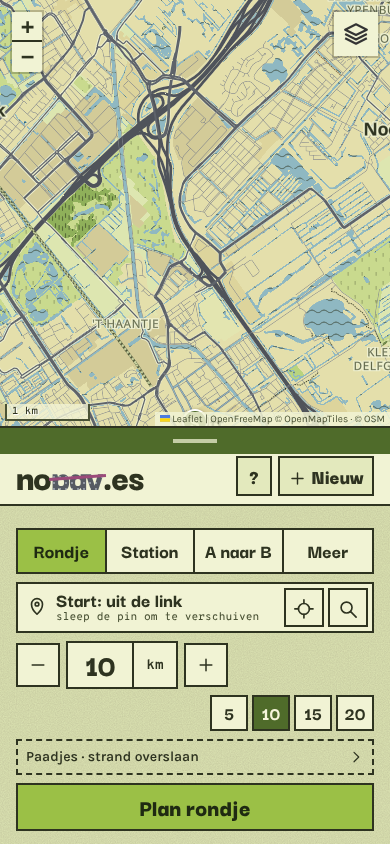 +
−
YPENBU
k
Noo
'T HAANTJE
KLE
DELFG
1 km
Leaflet | OpenFreeMap © OpenMapTiles · © OSM
nonav.es
?
+ Nieuw
Rondje
Station
A naar B
Meer
Start: uit de link
sleep de pin om te verschuiven
− 10 km +
5 10 15 20
Paadjes · strand overslaan
Plan rondje